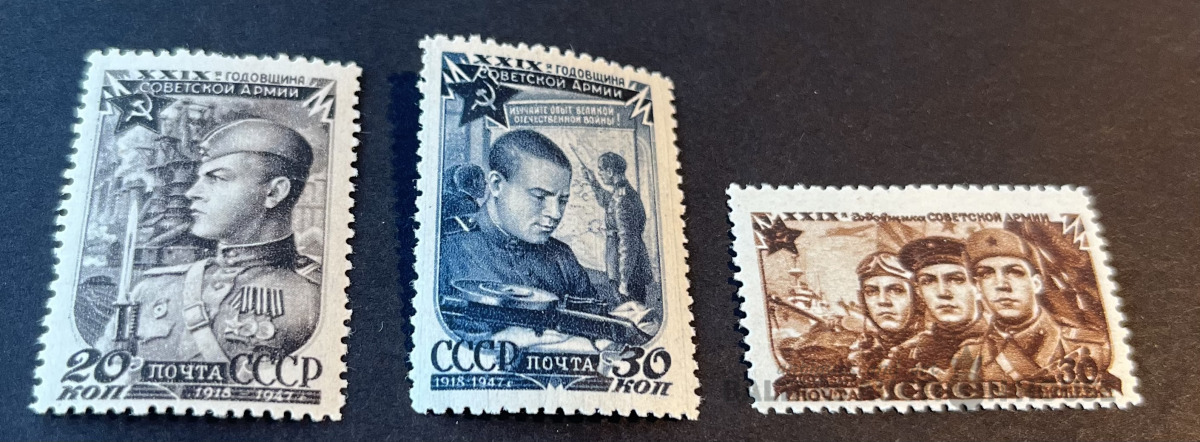 XXIX я ГОДОВЩИНА
СОВЕТСКОЙ АРМИИ
20
КОП
ПОЧТА СССР
1918 1947 г.
XXIX я ГОДОВЩИНА
СОВЕТСКОЙ АРМИИ
ИЗУЧАЙТЕ ОПЫТ ВЕЛИКОЙ
ОТЕЧЕСТВЕННОЙ ВОЙНЫ!
СССР ПОЧТА 30
1918-1947 г. КОП
XXIX я Годовщина СОВЕТСКОЙ АРМИИ
ПОЧТА СССР 30